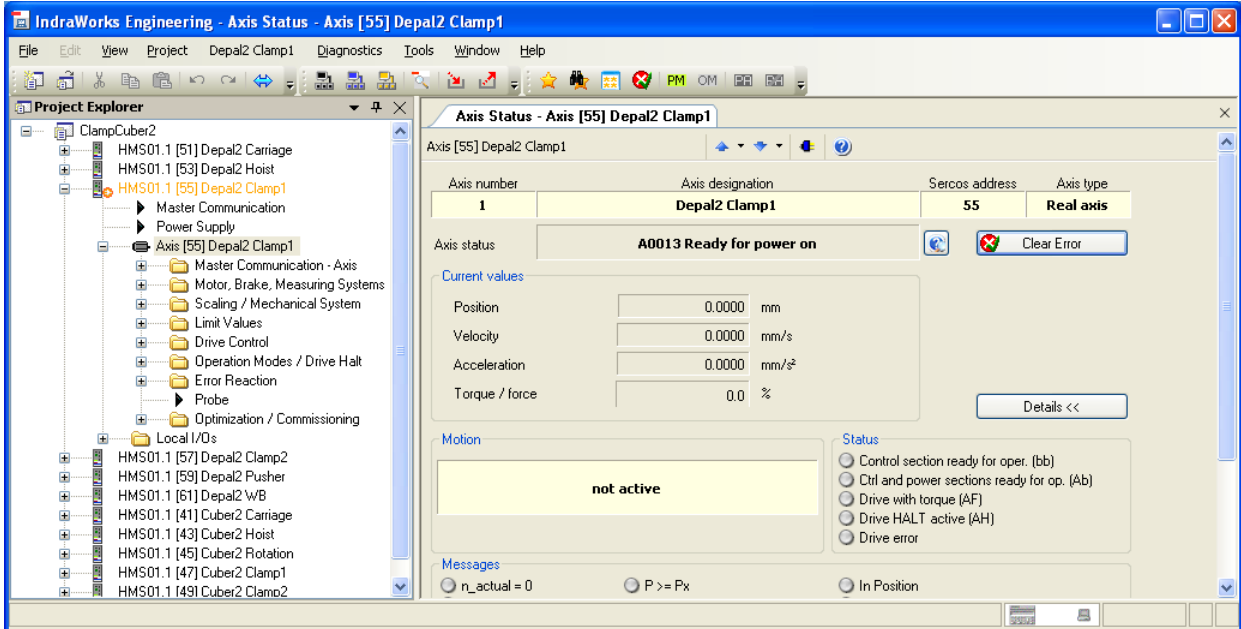 IndraWorks Engineering - Axis Status - Axis [55] Depal2 Clamp1
File Edit View Project Depal2 Clamp1 Diagnostics Tools Window Help
PM OM
Project Explorer
ClampCuber2
HMS01.1 [51] Depal2 Carriage
HMS01.1 [53] Depal2 Hoist
HMS01.1 [55] Depal2 Clamp1
Master Communication
Power Supply
Axis [55] Depal2 Clamp1
Master Communication - Axis
Motor, Brake, Measuring Systems
Scaling / Mechanical System
Limit Values
Drive Control
Operation Modes / Drive Halt
Error Reaction
Probe
Optimization / Commissioning
Local I/Os
HMS01.1 [57] Depal2 Clamp2
HMS01.1 [59] Depal2 Pusher
HMS01.1 [61] Depal2 WB
HMS01.1 [41] Cuber2 Carriage
HMS01.1 [43] Cuber2 Hoist
HMS01.1 [45] Cuber2 Rotation
HMS01.1 [47] Cuber2 Clamp1
HMS01.1 [49] Cuber2 Clamp2
Axis Status - Axis [55] Depal2 Clamp1
Axis [55] Depal2 Clamp1
Axis number Axis designation Sercos address Axis type
1 Depal2 Clamp1 55 Real axis
Axis status A0013 Ready for power on Clear Error
Current values
Position 0.0000 mm
Velocity 0.0000 mm/s
Acceleration 0.0000 mm/s²
Torque / force 0.0 %
Details <<
Motion
not active
Status
Control section ready for oper. (bb)
Ctrl and power sections ready for op. (Ab)
Drive with torque (AF)
Drive HALT active (AH)
Drive error
Messages
n_actual = 0 P >= Px In Position